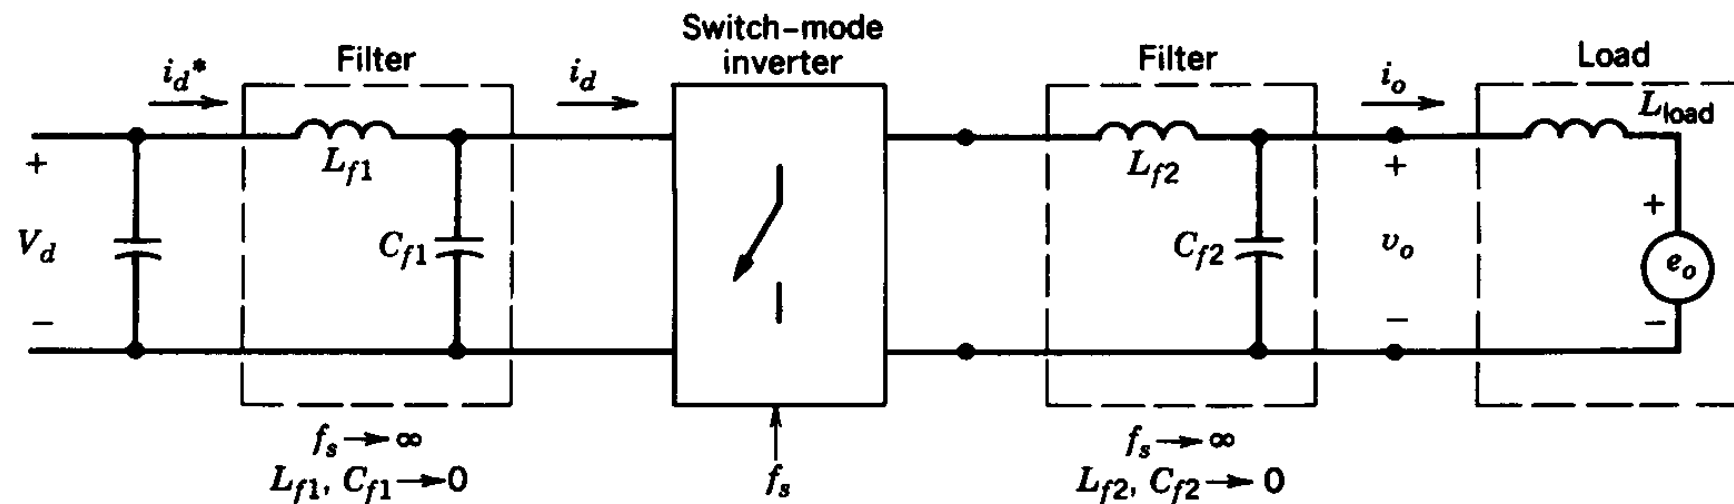 Switch-mode
inverter
Filter
Filter
Load
i_d*
i_d
i_o
L_load
+
L_f1
L_f2
+
+
V_d
C_f1
C_f2
v_o
e_o
−
−
−
f_s → ∞
L_f1, C_f1 → 0
f_s
f_s → ∞
L_f2, C_f2 → 0